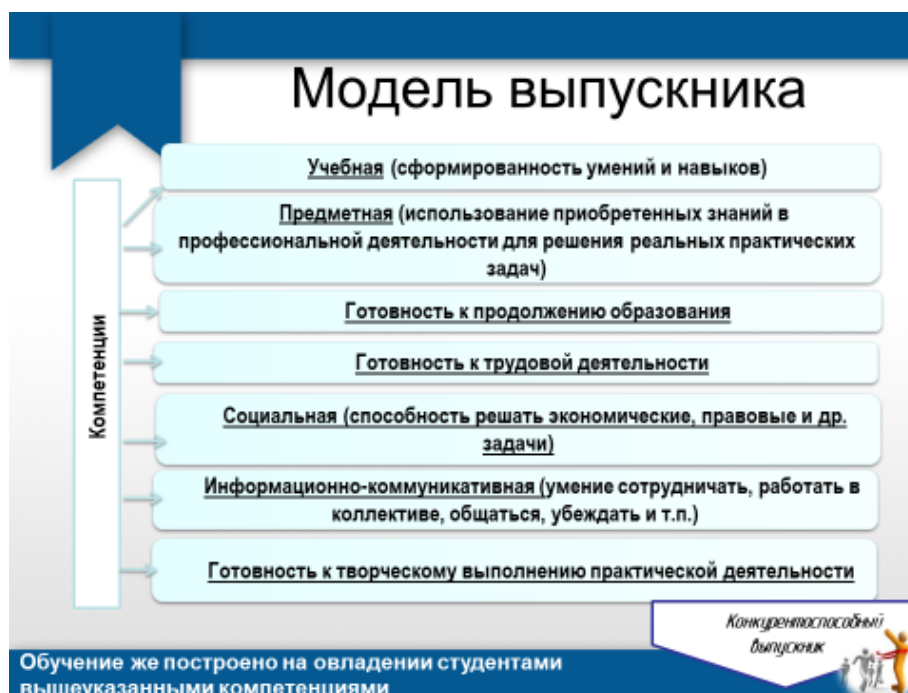 Модель выпускника
Учебная (сформированность умений и навыков)
Предметная (использование приобретенных знаний в
профессиональной деятельности для решения реальных практических
задач)
Готовность к продолжению образования
Готовность к трудовой деятельности
Социальная (способность решать экономические, правовые и др.
задачи)
Информационно-коммуникативная (умение сотрудничать, работать в
коллективе, общаться, убеждать и т.п.)
Готовность к творческому выполнению практической деятельности
Компетенции
Конкурентоспособный
выпускник
Обучение же построено на овладении студентами
вышеуказанными компетенциями